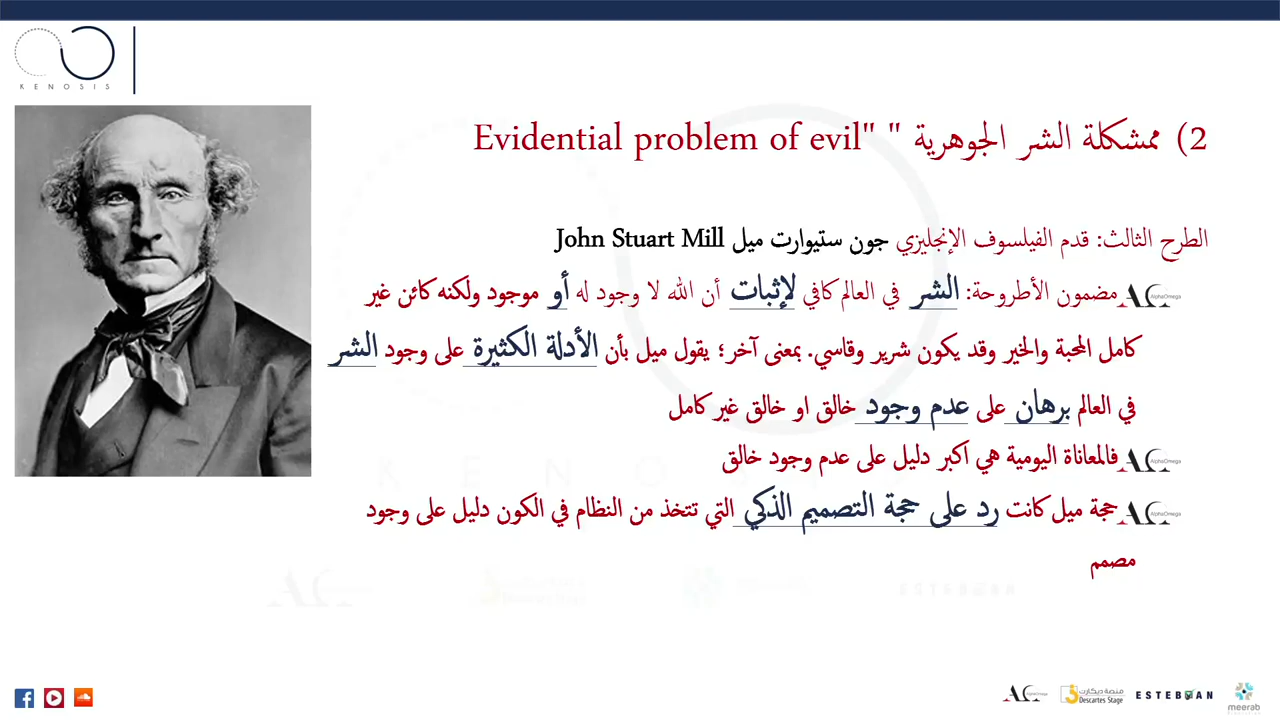 KENOSIS
2) ممشكلة الشر الجوهرية " "Evidential problem of evil
الطرح الثالث: قدم الفيلسوف الإنجليزي جون ستيوارت ميل John Stuart Mill
مضمون الأطروحة: الشر في العالم كافي لإثبات أن الله لا وجود له أو موجود ولكنه كائن غير
كامل المحبة والخير وقد يكون شرير وقاسي. بمعنى آخر؛ يقول ميل بأن الأدلة الكثيرة على وجود الشر
في العالم برهان على عدم وجود خالق او خالق غير كامل
فالمعاناة اليومية هي اكبر دليل على عدم وجود خالق
حجة ميل كانت رد على حجة التصميم الذكي التي تتخذ من النظام في الكون دليل على وجود
مصمم
AlphaOmega
منصة ديكارت
Descartes Stage
ESTEBVAN
meerab